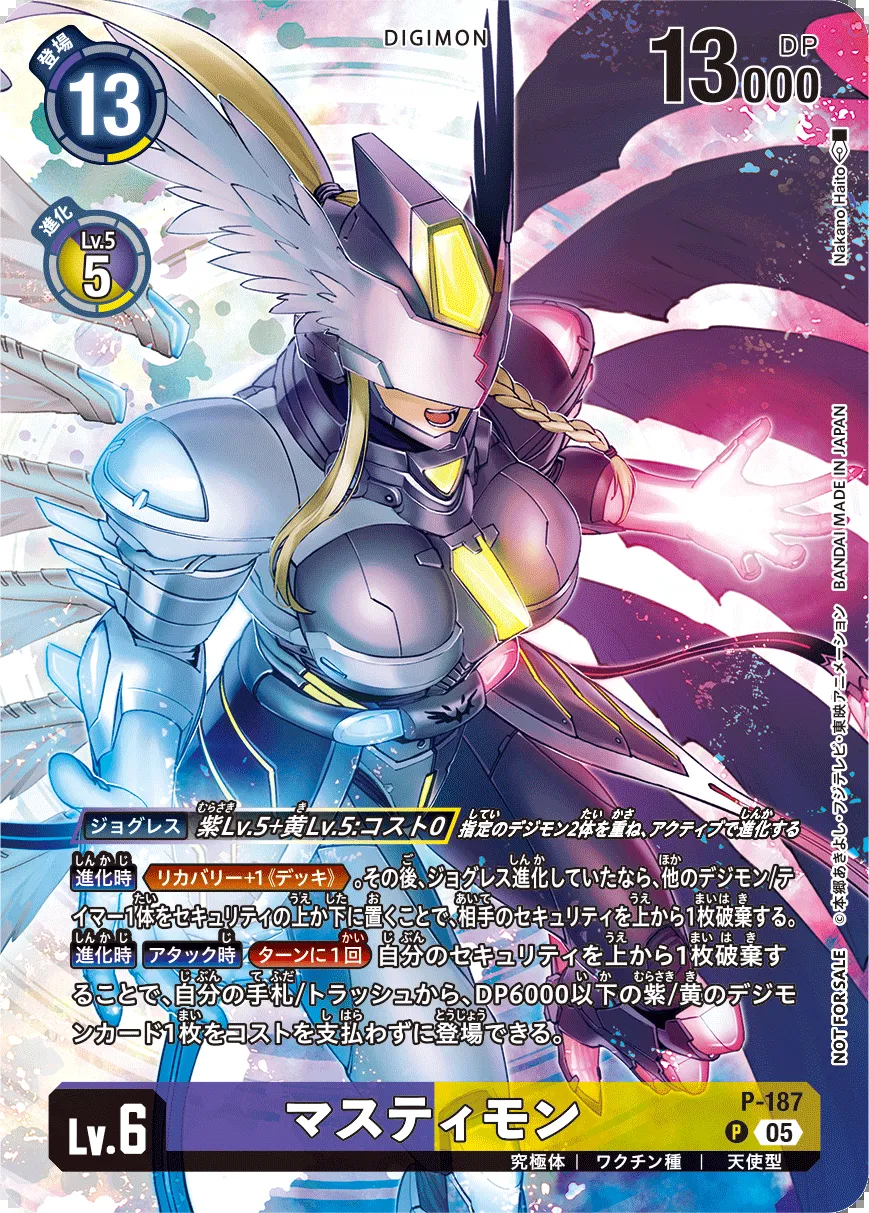 DIGIMON
登場
13
13000
DP
進化
Lv.5
5
Nakano Haito
ジョグレス 紫Lv.5+黄Lv.5:コスト0 指定のデジモン2体を重ね、アクティブで進化する
進化時 リカバリー+1《デッキ》。その後、ジョグレス進化していたなら、他のデジモン/テ
イマー1体をセキュリティの上か下に置くことで、相手のセキュリティを上から1枚破棄する。
進化時 アタック時 ターンに1回 自分のセキュリティを上から1枚破棄す
ることで、自分の手札/トラッシュから、DP6000以下の紫/黄のデジモ
ンカード1枚をコストを支払わずに登場できる。
©本郷あきよし・フジテレビ・東映アニメーション BANDAI MADE IN JAPAN
NOT FOR SALE
Lv.6
マスティモン
P-187
P 05
究極体 | ワクチン種 | 天使型